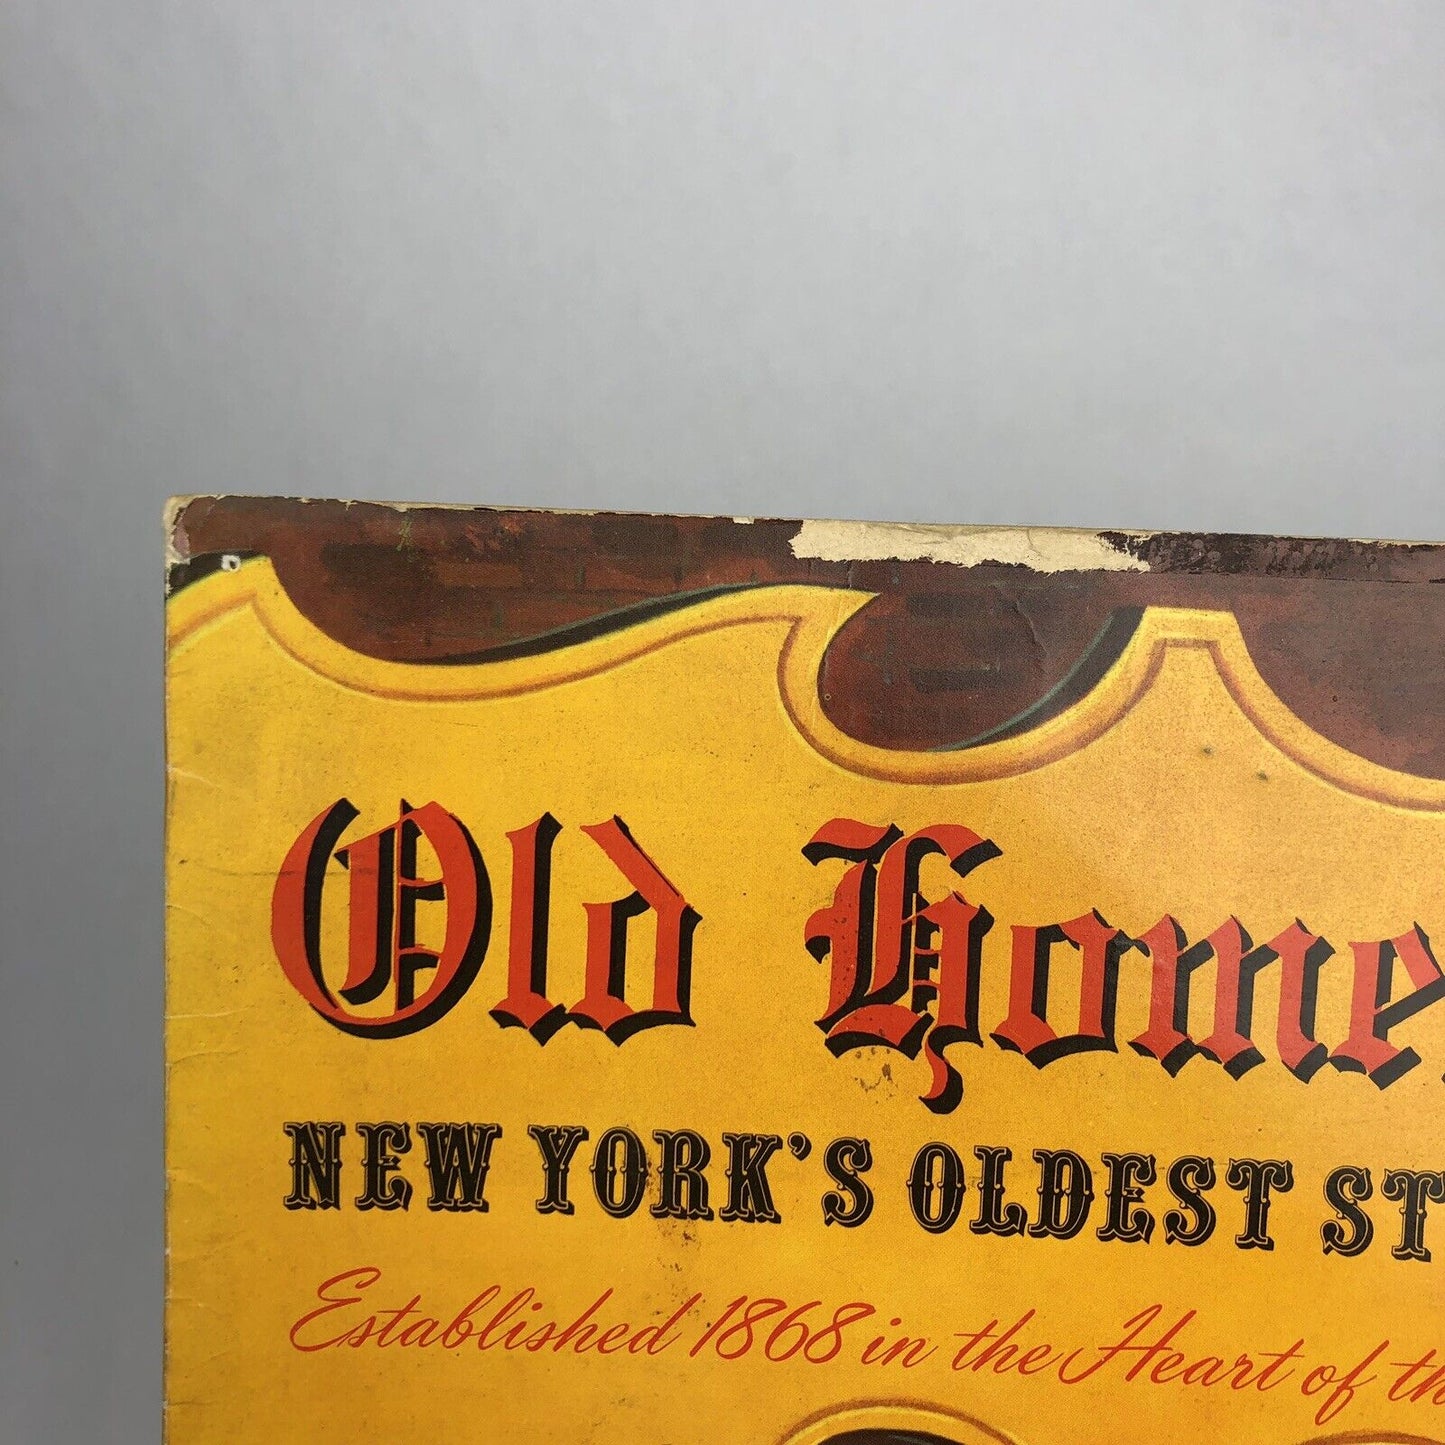 Old Home
NEW YORK'S OLDEST ST
Established 1868 in the Heart of th